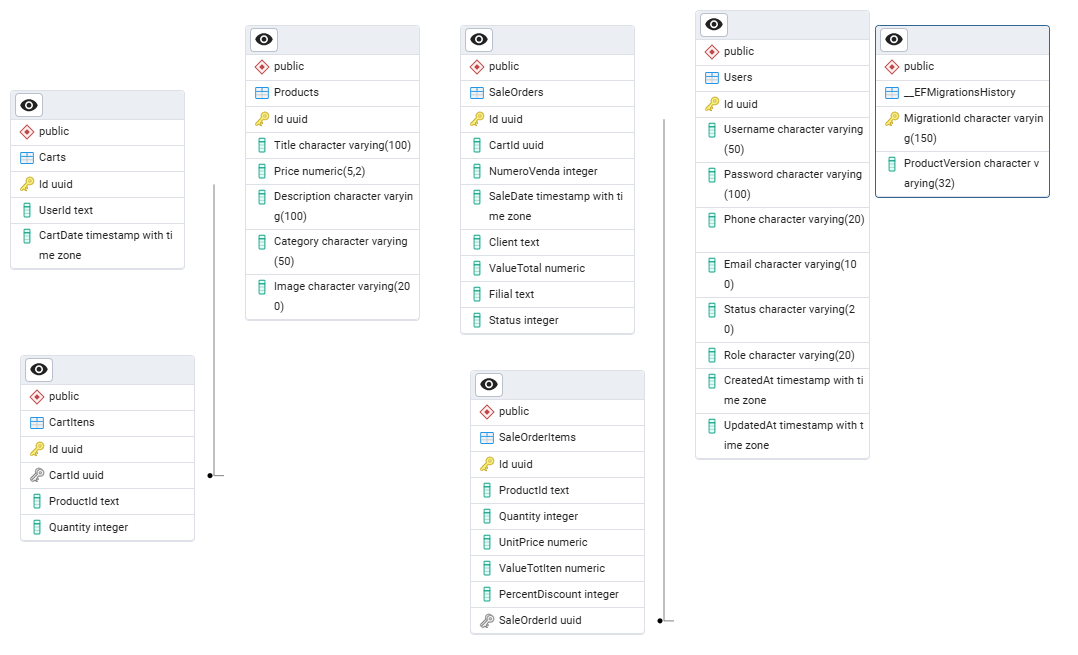 public
Carts
Id uuid
UserId text
CartDate timestamp with ti
me zone
public
CartItens
Id uuid
CartId uuid
ProductId text
Quantity integer
public
Products
Id uuid
Title character varying(100)
Price numeric(5,2)
Description character varyin
g(100)
Category character varying
(50)
Image character varying(20
0)
public
SaleOrders
Id uuid
CartId uuid
NumeroVenda integer
SaleDate timestamp with ti
me zone
Client text
ValueTotal numeric
Filial text
Status integer
public
SaleOrderItems
Id uuid
ProductId text
Quantity integer
UnitPrice numeric
ValueTotIten numeric
PercentDiscount integer
SaleOrderId uuid
public
Users
Id uuid
Username character varying
(50)
Password character varying
(100)
Phone character varying(20)
Email character varying(10
0)
Status character varying(2
0)
Role character varying(20)
CreatedAt timestamp with ti
me zone
UpdatedAt timestamp with t
ime zone
public
__EFMigrationsHistory
MigrationId character varyin
g(150)
ProductVersion character v
arying(32)